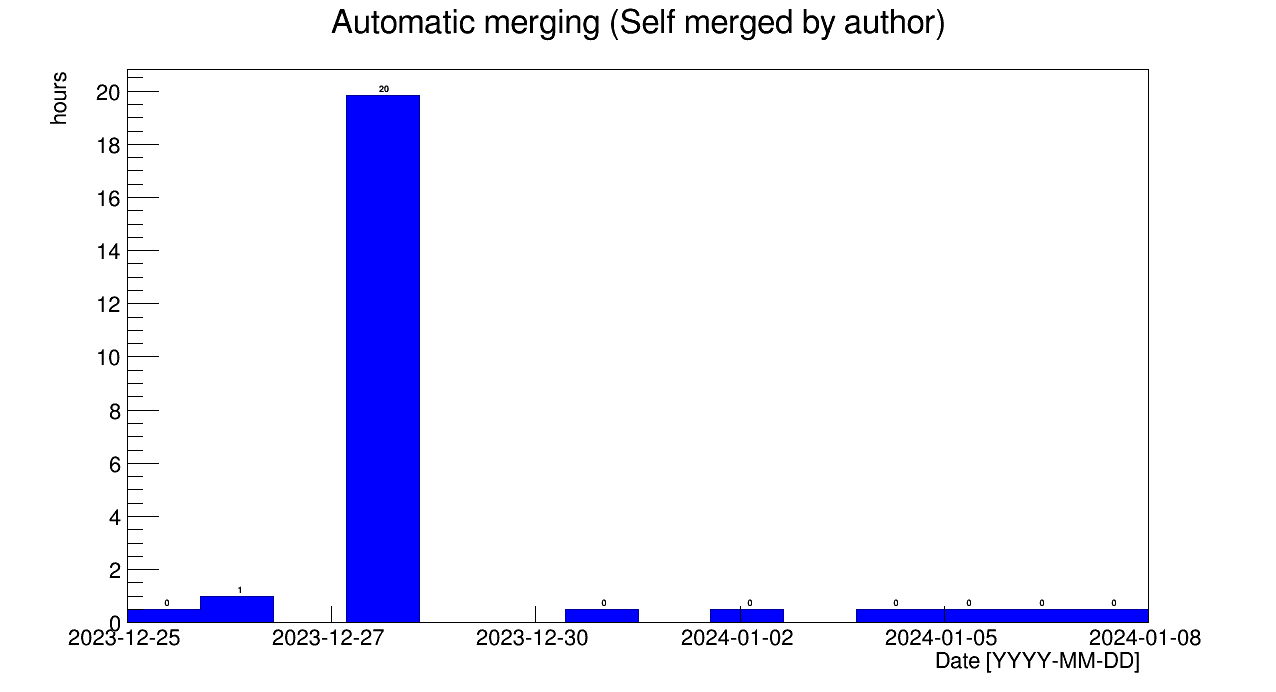 Automatic merging (Self merged by author)
hours
20
18
16
14
12
10
8
6
4
2
0
0 1 20 0 0 0 0 0 0
2023-12-25 2023-12-27 2023-12-30 2024-01-02 2024-01-05 2024-01-08
Date [YYYY-MM-DD]